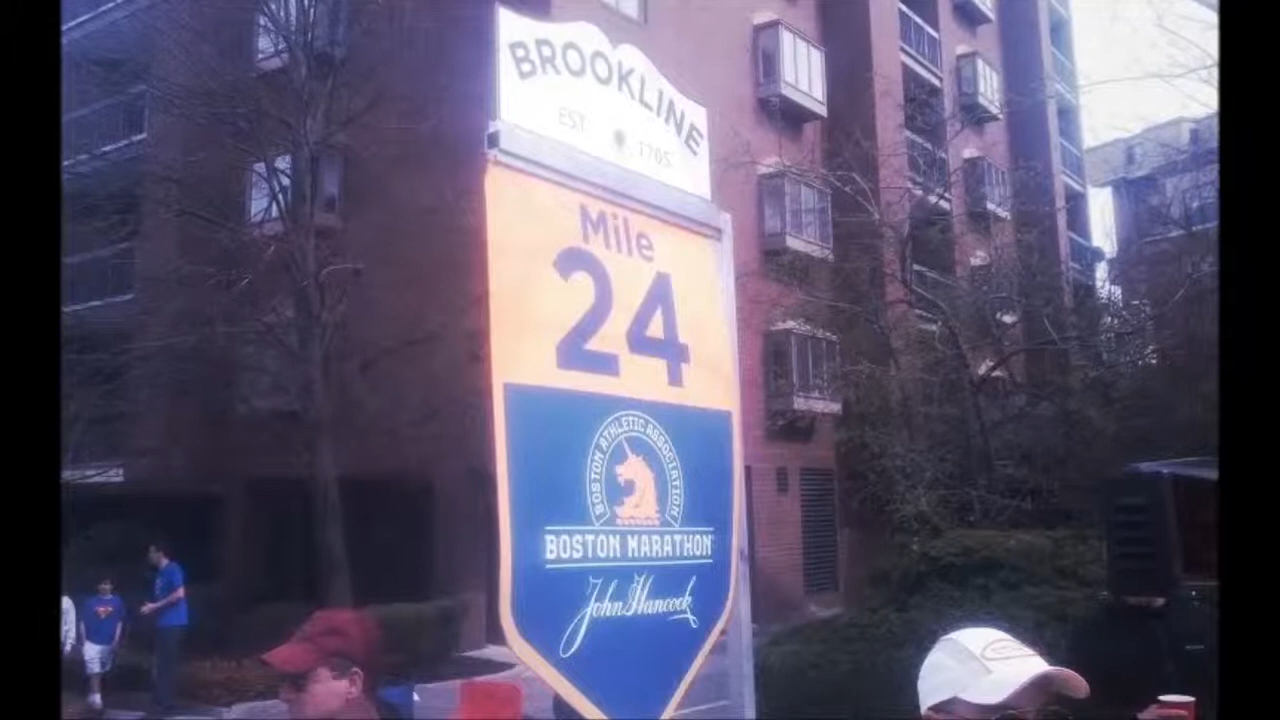 BROOKLINE
EST. 1705
Mile
24
BOSTON ATHLETIC ASSOCIATION
BOSTON MARATHON
John Hancock